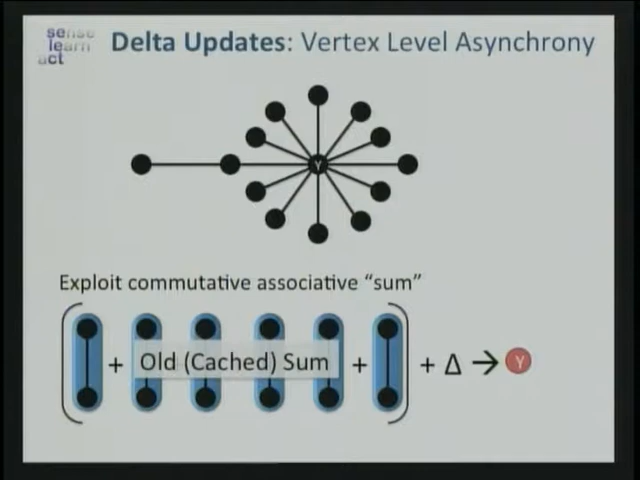 sense
learn
act
Delta Updates: Vertex Level Asynchrony
Y
Exploit commutative associative “sum”
+ Old (Cached) Sum + + Δ → Y